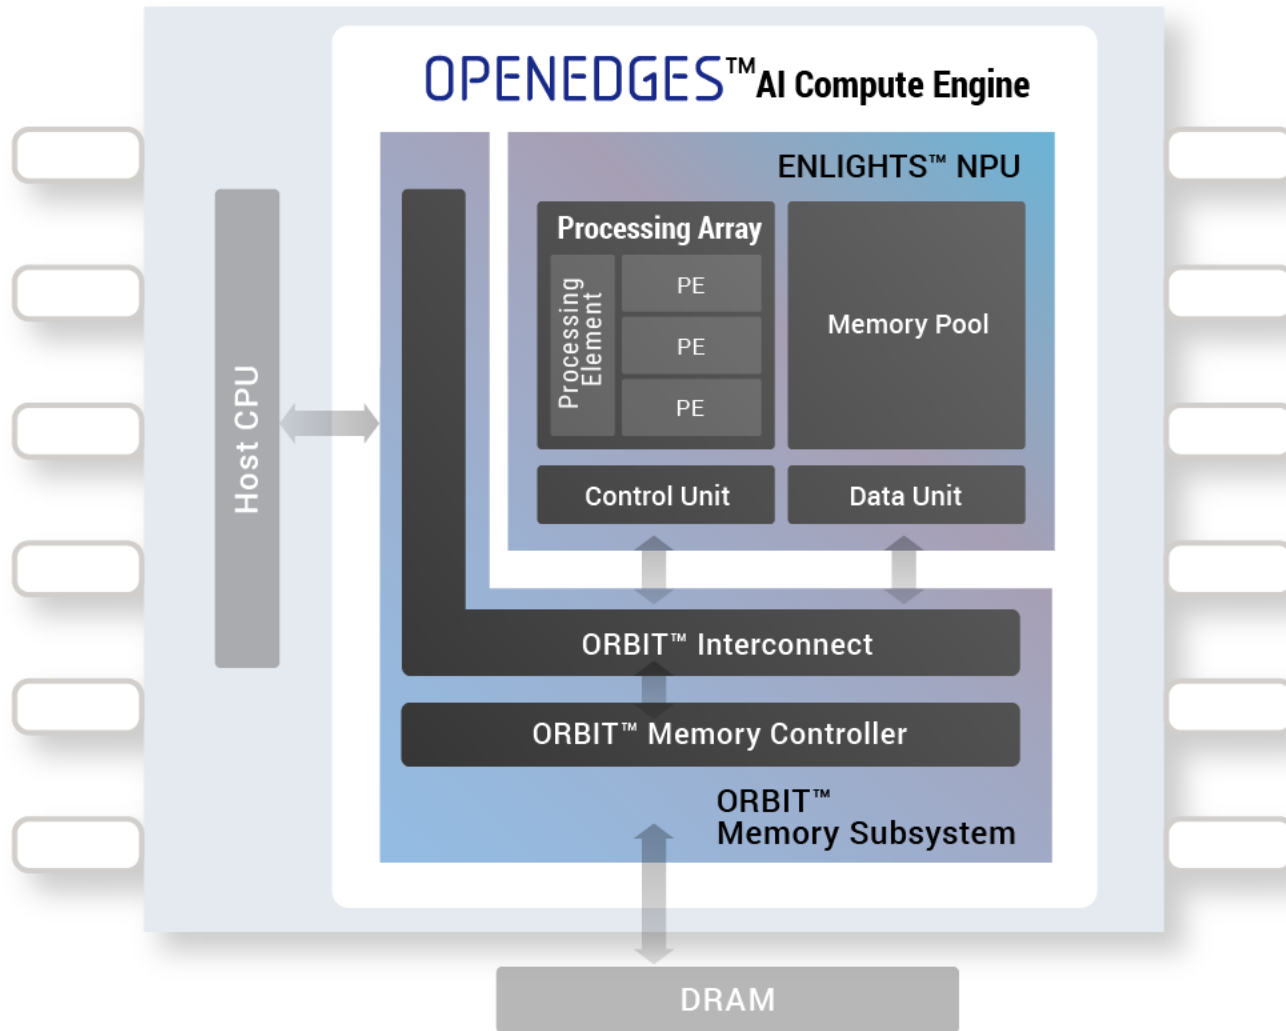 OPENEDGES™ AI Compute Engine
ENLIGHTS™ NPU
Processing Array
Processing
Element
PE
PE
PE
Memory Pool
Control Unit
Data Unit
Host CPU
ORBIT™ Interconnect
ORBIT™ Memory Controller
ORBIT™
Memory Subsystem
DRAM